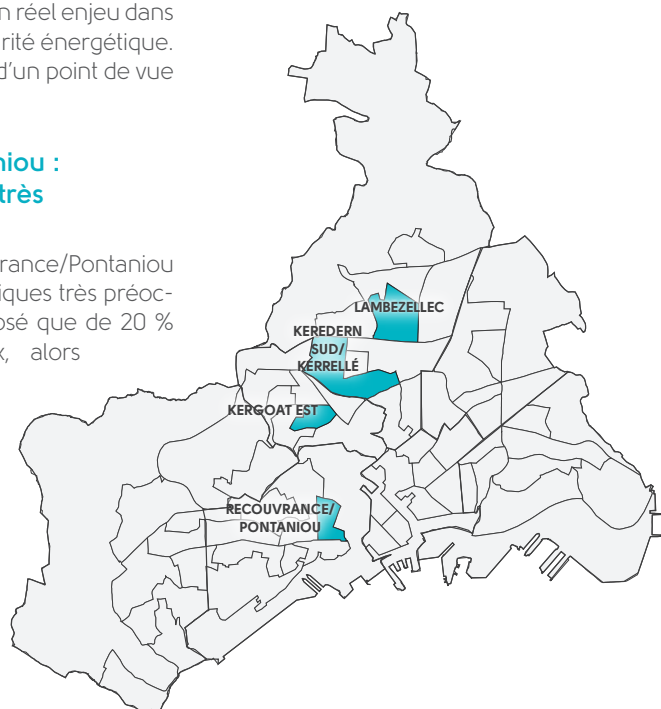 n réel enjeu dans
rité énergétique.
d'un point de vue
niou :
très
rance/Pontaniou
iques très préoc-
osé que de 20 %
x, alors
LAMBEZELLEC
KEREDERN
SUD/
KERRELLÉ
KERGOAT EST
RECOUVRANCE/
PONTANIOU